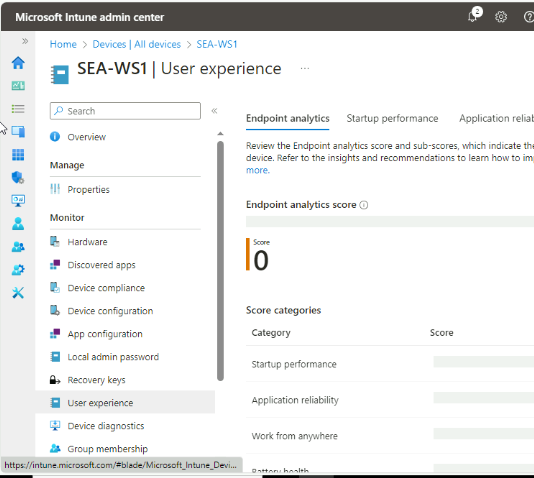 Microsoft Intune admin center
2
Home > Devices | All devices > SEA-WS1
SEA-WS1 | User experience ...
Search
Overview
Manage
Properties
Monitor
Hardware
Discovered apps
Device compliance
Device configuration
App configuration
Local admin password
Recovery keys
User experience
Device diagnostics
Group membership
Endpoint analytics Startup performance Application reliab
Review the Endpoint analytics score and sub-scores, which indicate the
device. Refer to the insights and recommendations to learn how to im
more.
Endpoint analytics score
Score
0
Score categories
Category Score
Startup performance
Application reliability
Work from anywhere
Battery health
https://intune.microsoft.com/#blade/Microsoft_Intune_Devi...